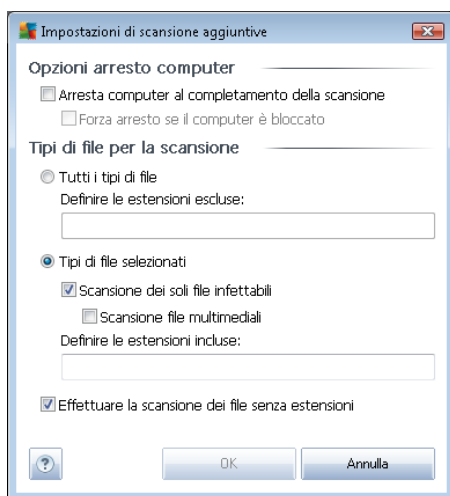 Impostazioni di scansione aggiuntive
Opzioni arresto computer
Arresta computer al completamento della scansione
Forza arresto se il computer è bloccato
Tipi di file per la scansione
Tutti i tipi di file
Definire le estensioni escluse:
Tipi di file selezionati
Scansione dei soli file infettabili
Scansione file multimediali
Definire le estensioni incluse:
Effettuare la scansione dei file senza estensioni
?
OK
Annulla